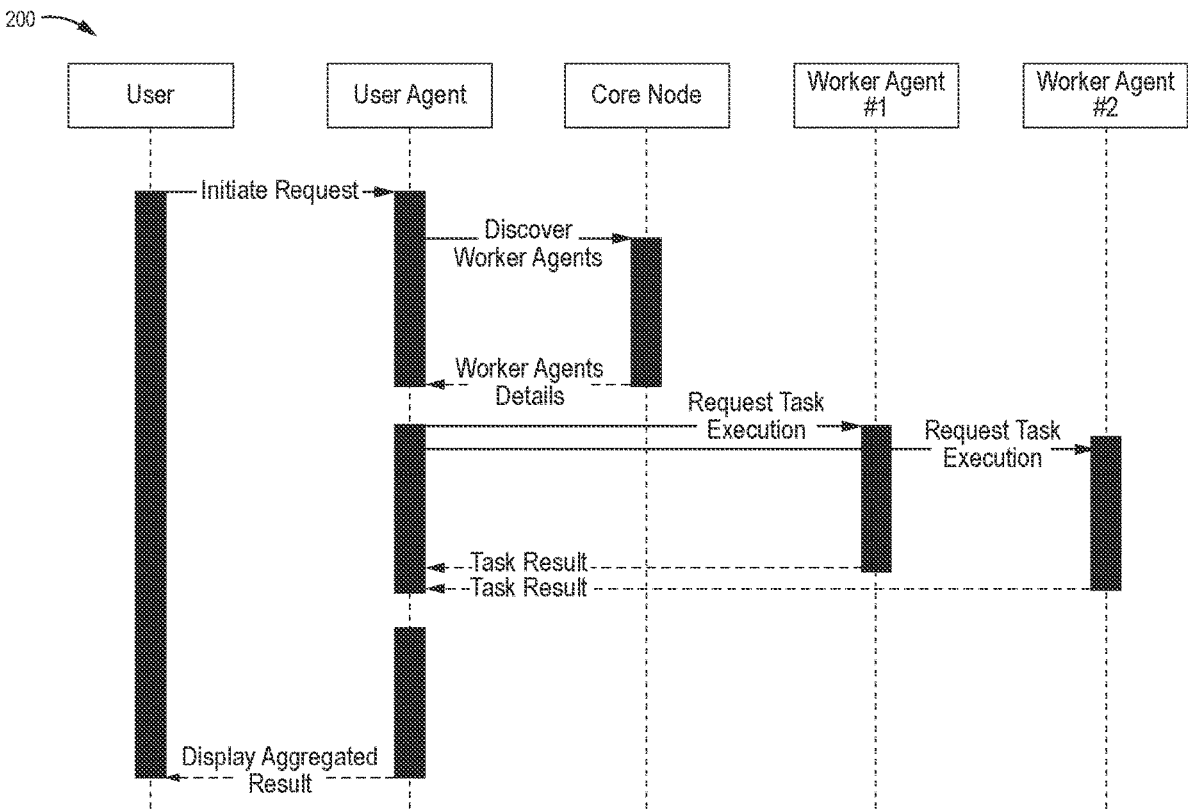 200
User
User Agent
Core Node
Worker Agent
#1
Worker Agent
#2
Initiate Request
Discover
Worker Agents
Worker Agents
Details
Request Task
Execution
Request Task
Execution
Task Result
Task Result
Display Aggregated
Result